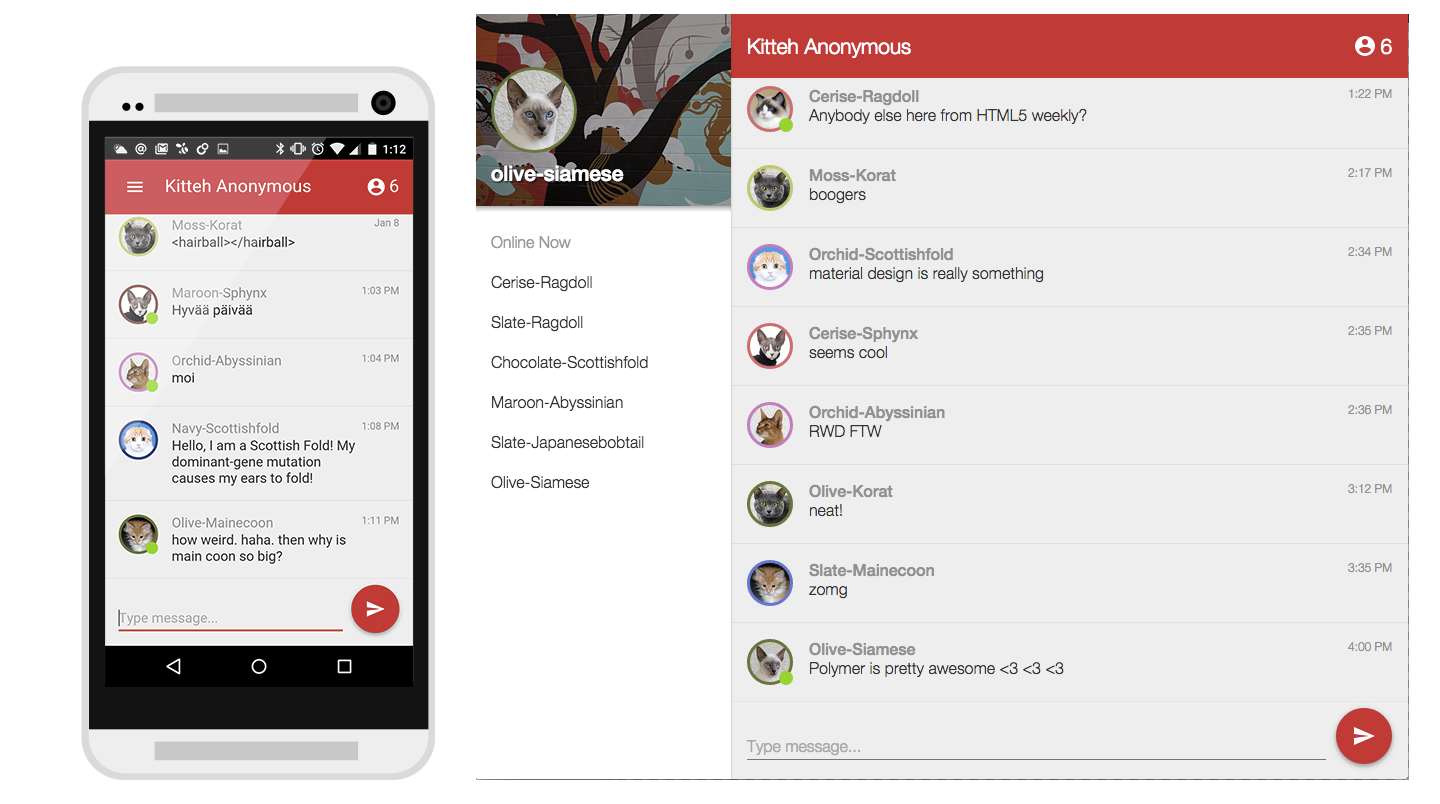 1:12
Kitteh Anonymous
6
Moss-Korat
Jan 8
<hairball></hairball>
Maroon-Sphynx
1:03 PM
Hyvää päivää
Orchid-Abyssinian
1:04 PM
moi
Navy-Scottishfold
1:08 PM
Hello, I am a Scottish Fold! My
dominant-gene mutation
causes my ears to fold!
Olive-Mainecoon
1:11 PM
how weird. haha. then why is
main coon so big?
Type message...
olive-siamese
Online Now
Cerise-Ragdoll
Slate-Ragdoll
Chocolate-Scottishfold
Maroon-Abyssinian
Slate-Japanesebobtail
Olive-Siamese
Kitteh Anonymous
6
Cerise-Ragdoll
1:22 PM
Anybody else here from HTML5 weekly?
Moss-Korat
2:17 PM
boogers
Orchid-Scottishfold
2:34 PM
material design is really something
Cerise-Sphynx
2:35 PM
seems cool
Orchid-Abyssinian
2:36 PM
RWD FTW
Olive-Korat
3:12 PM
neat!
Slate-Mainecoon
3:35 PM
zomg
Olive-Siamese
4:00 PM
Polymer is pretty awesome <3 <3 <3
Type message...